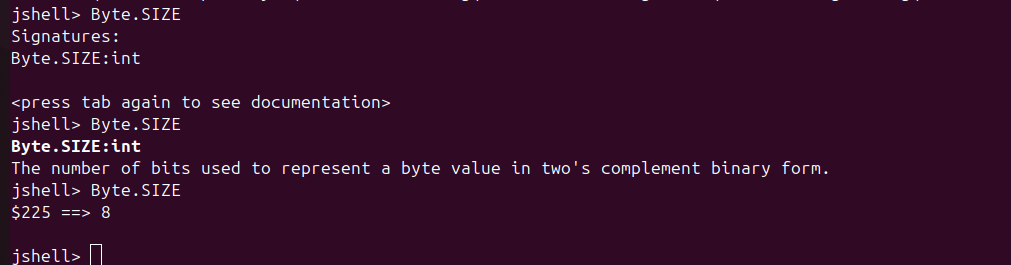 jshell> Byte.SIZE
Signatures:
Byte.SIZE:int
<press tab again to see documentation>
jshell> Byte.SIZE
Byte.SIZE:int
The number of bits used to represent a byte value in two's complement binary form.
jshell> Byte.SIZE
$225 ==> 8
jshell>